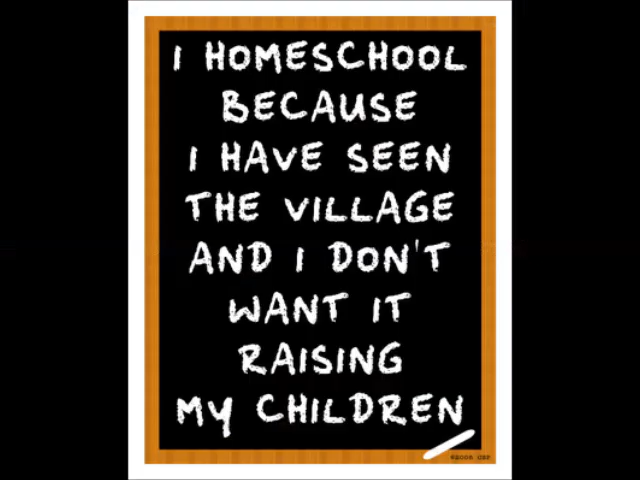 I HOMESCHOOL
BECAUSE
I HAVE SEEN
THE VILLAGE
AND I DON'T
WANT IT
RAISING
MY CHILDREN